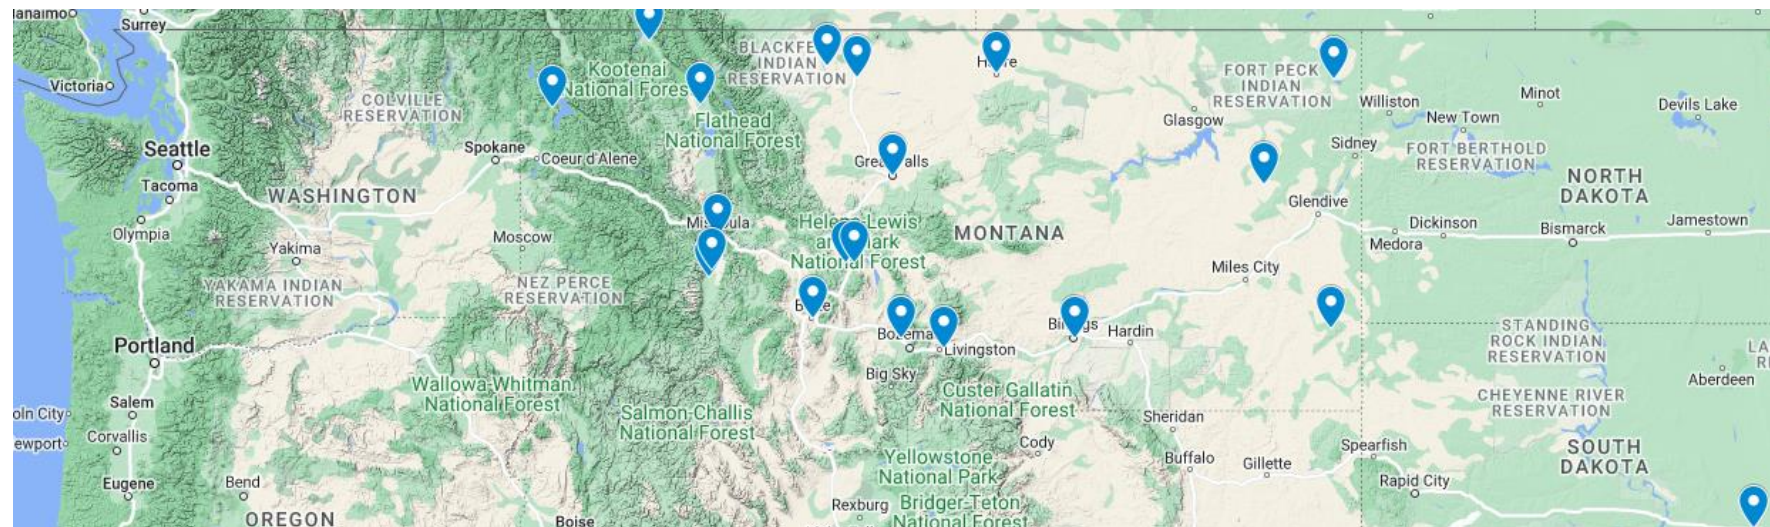 Surrey
Victoria
BLACKFE
INDIAN
RESERVATION
Kootenai
National Forest
COLVILLE
RESERVATION
FORT PECK
INDIAN
RESERVATION
Williston
Minot
Devils Lake
New Town
Glasgow
Flathead
National Forest
Seattle
Spokane
Coeur d'Alene
Sidney
FORT BERTHOLD
RESERVATION
Tacoma
WASHINGTON
NORTH
DAKOTA
Glendive
Olympia
Moscow
MONTANA
Dickinson
Bismarck
Jamestown
Medora
Yakima
National Forest
Miles City
YAKAMA INDIAN
RESERVATION
NEZ PERCE
RESERVATION
Hardin
STANDING
ROCK INDIAN
RESERVATION
Portland
Livingston
Big Sky
Aberdeen
Wallowa-Whitman
National Forest
Custer Gallatin
National Forest
CHEYENNE RIVER
RESERVATION
Salem
oln City
Salmon-Challis
National Forest
Sheridan
Corvallis
ewport
Cody
Spearfish
SOUTH
DAKOTA
Buffalo
Gillette
Yellowstone
National Park
Rapid City
Eugene
Bend
Rexburg
Bridger-Teton
National Forest
OREGON
Boise